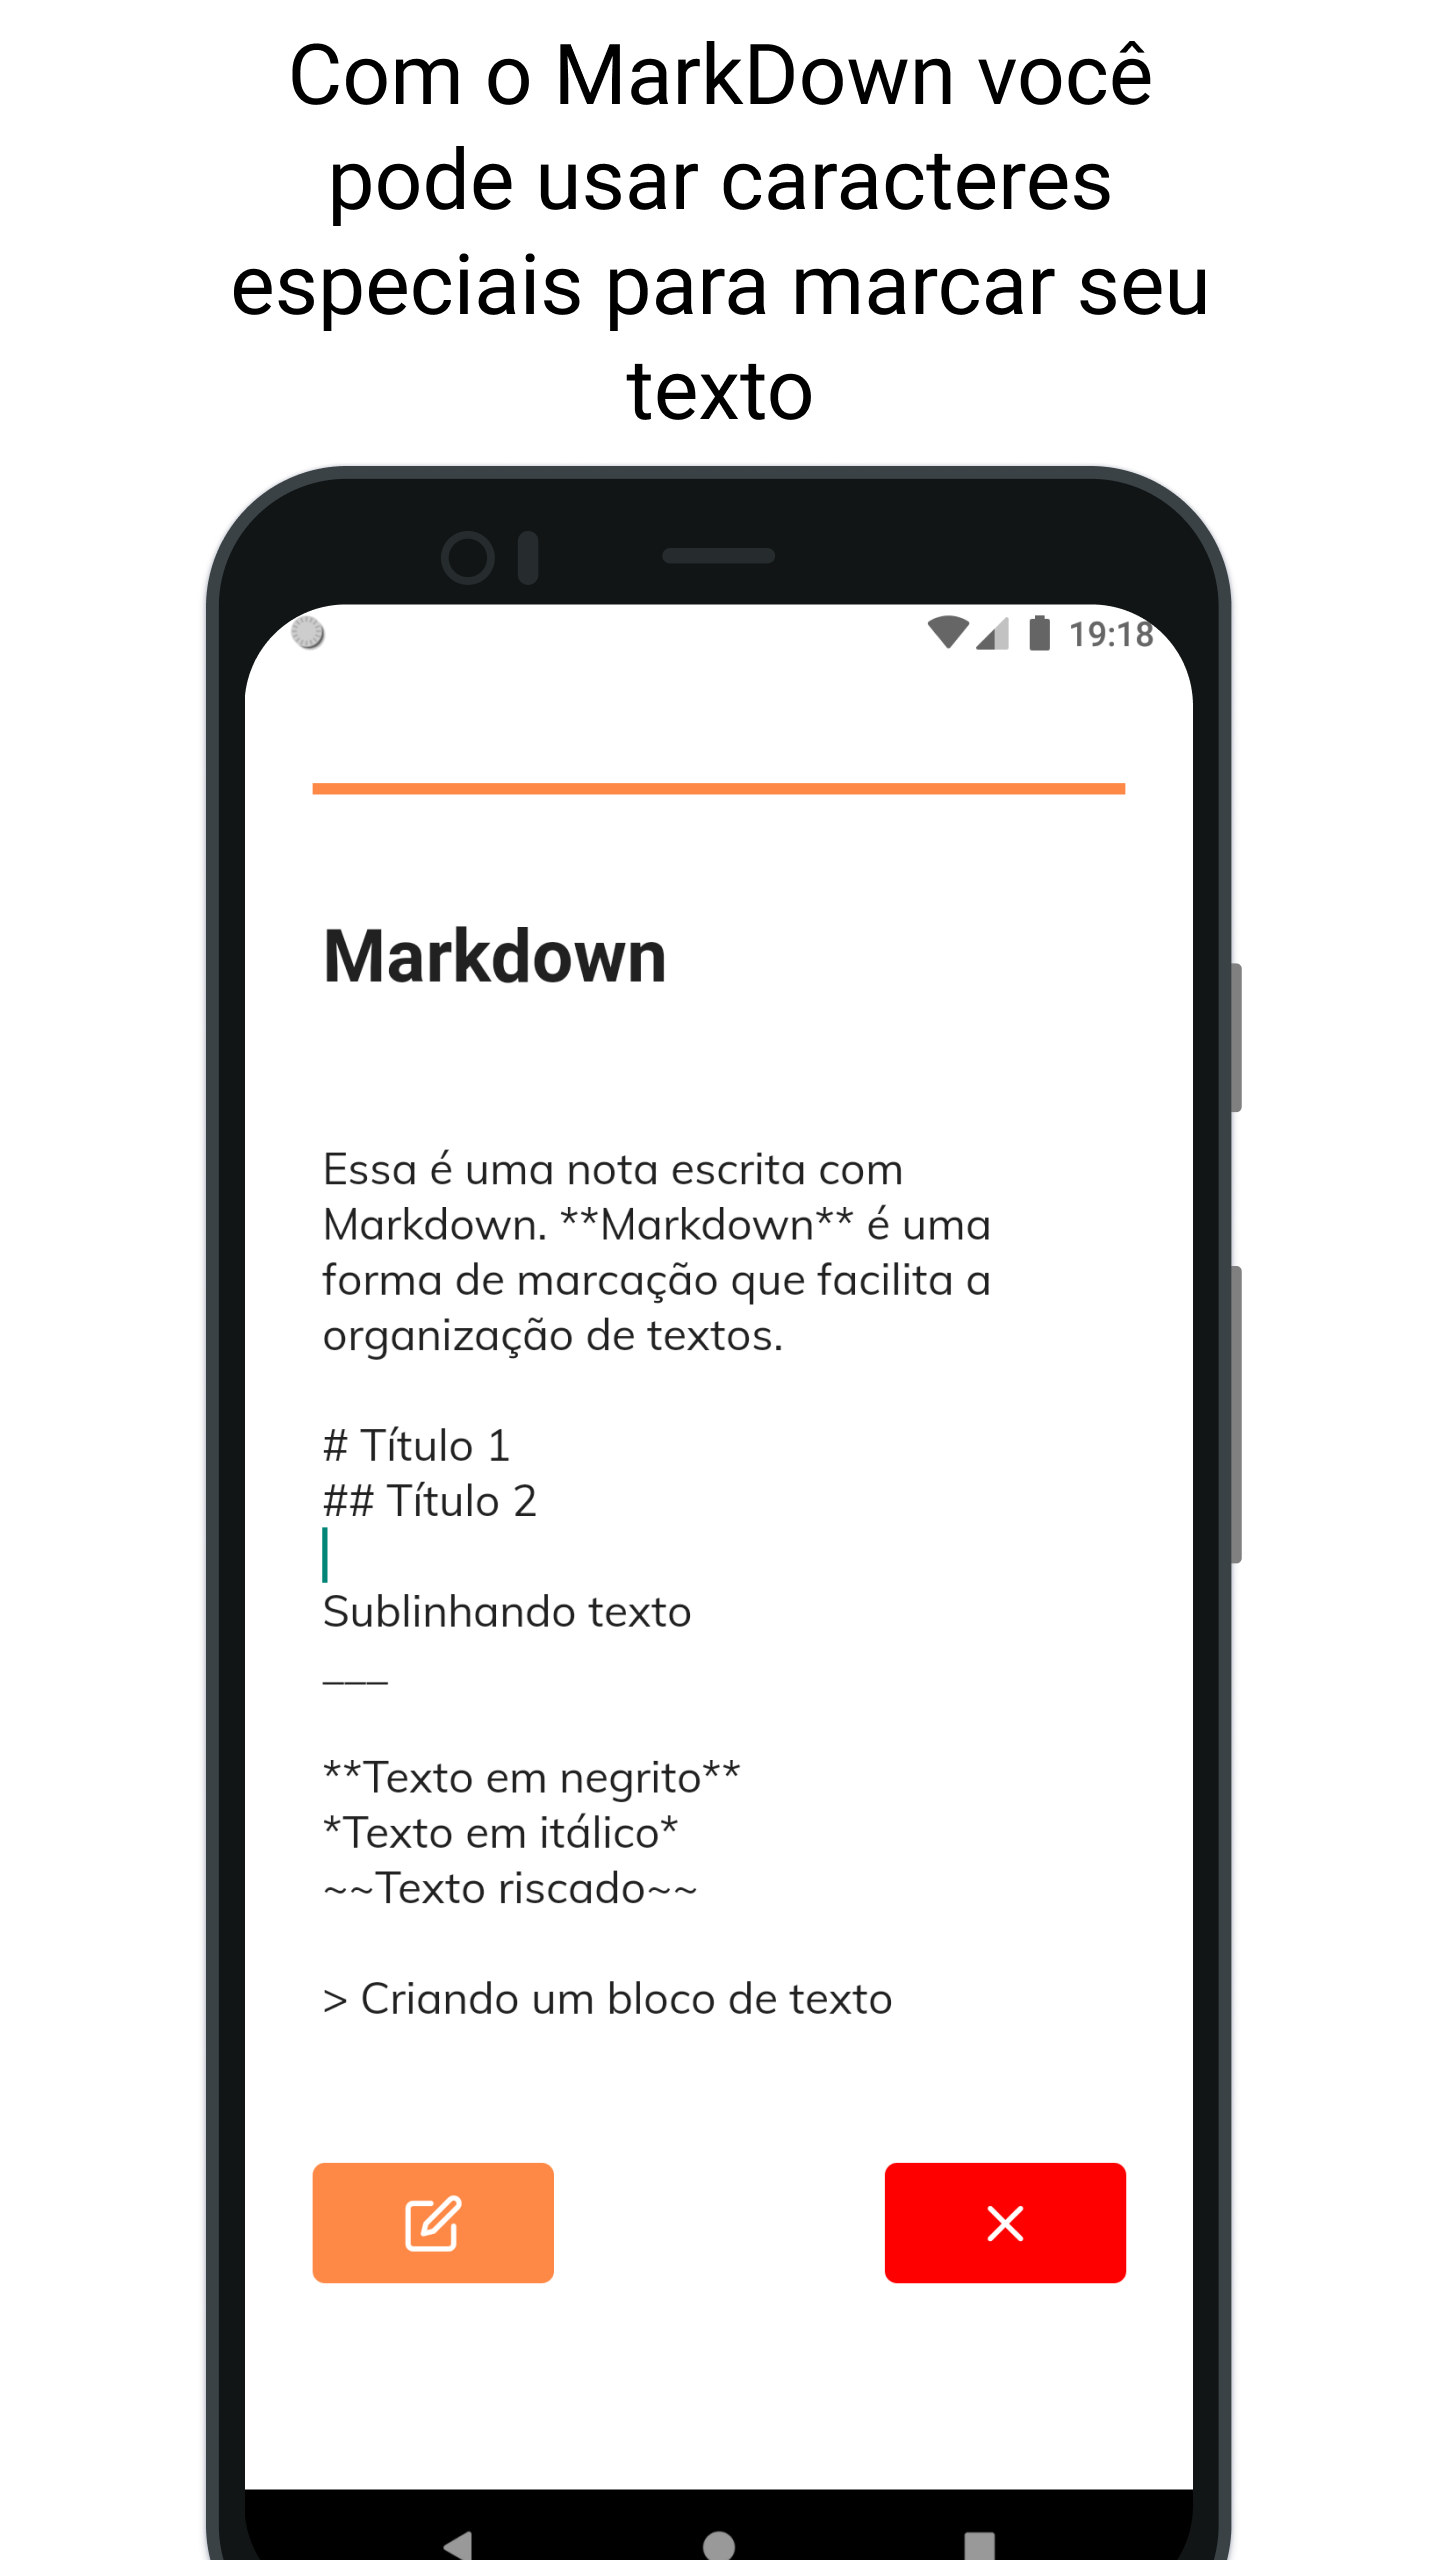 Com o MarkDown você
pode usar caracteres
especiais para marcar seu
texto
19:18
Markdown
Essa é uma nota escrita com
Markdown. **Markdown** é uma
forma de marcação que facilita a
organização de textos.
# Título 1
## Título 2
Sublinhando texto
___
**Texto em negrito**
*Texto em itálico*
~~Texto riscado~~
> Criando um bloco de texto